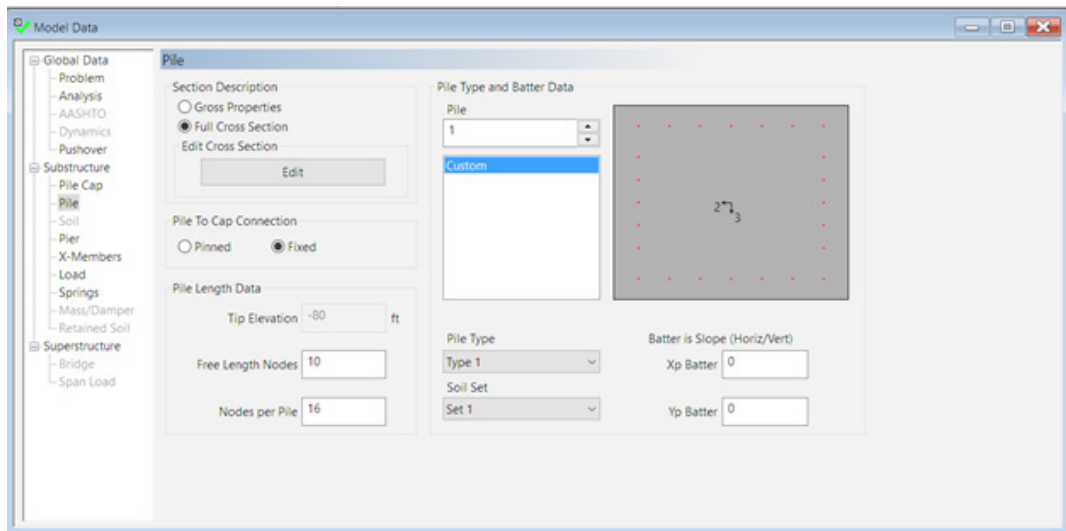 Model Data
Global Data
Problem
Analysis
AASHTO
Dynamics
Pushover
Substructure
Pile Cap
Pile
Soil
Pier
X-Members
Load
Springs
Mass/Damper
Retained Soil
Superstructure
Bridge
Span Load
Pile
Section Description
Gross Properties
Full Cross Section
Edit Cross Section
Edit
Pile To Cap Connection
Pinned Fixed
Pile Length Data
Tip Elevation -80 ft
Free Length Nodes 10
Nodes per Pile 16
Pile Type and Batter Data
Pile
1
Custom
2 3
Pile Type
Type 1
Soil Set
Set 1
Batter is Slope (Horiz/Vert)
Xp Batter 0
Yp Batter 0